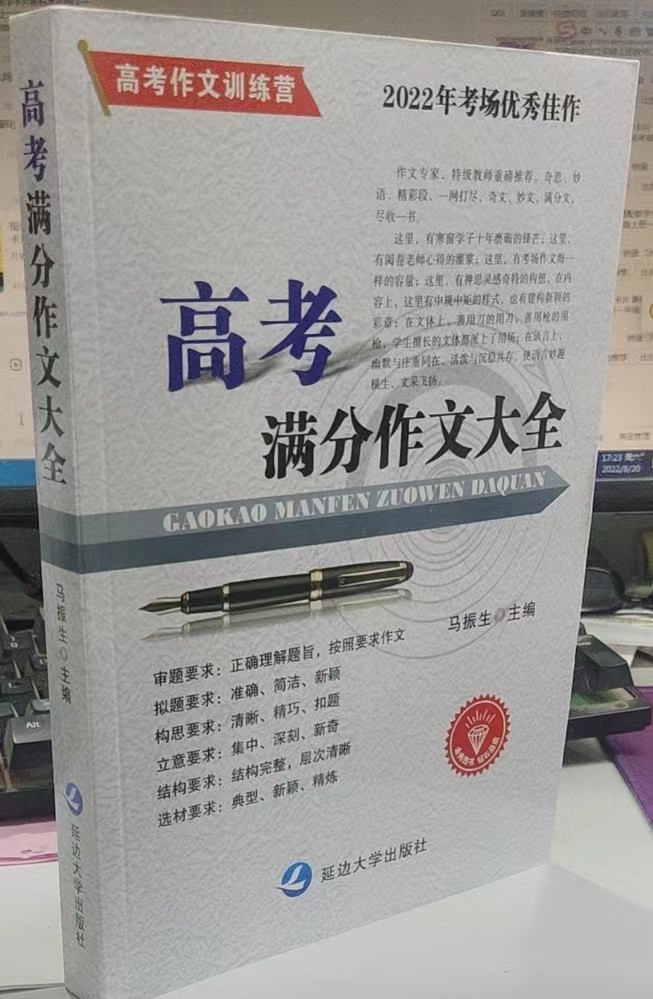 高考满分作文大全
马振生 主编
延边大学出版社
高考作文训练营
2022年考场优秀佳作
作文专家、特级教师重磅推荐，奇思、妙
语、精彩段，一网打尽，奇文、妙文、满分文，
尽收一书。
这里，有寒窗学子十年磨砺的锋芒；这里，
有阅卷老师心得的灌浆；这里，有考场作文海一
样的容量；这里，有神思灵感奇特的构想。在内
容上，这里有中规中矩的样式，也有建构新颖的
彩章；在文体上，善用刀的用刀，善用枪的用
枪，学生擅长的文体都派上了用场；在语言上，
幽默与庄重同在，活泼与沉稳共存，使语言妙趣
横生、文采飞扬。
高考
满分作文大全
GAOKAO MANFEN ZUOWEN DAQUAN
马振生 主编
审题要求：正确理解题旨，按照要求作文
拟题要求：准确、简洁、新颖
构思要求：清晰、精巧、扣题
立意要求：集中、深刻、新奇
结构要求：结构完整，层次清晰
选材要求：典型、新颖、精炼
延边大学出版社
17:23
2022/8/20
Alt